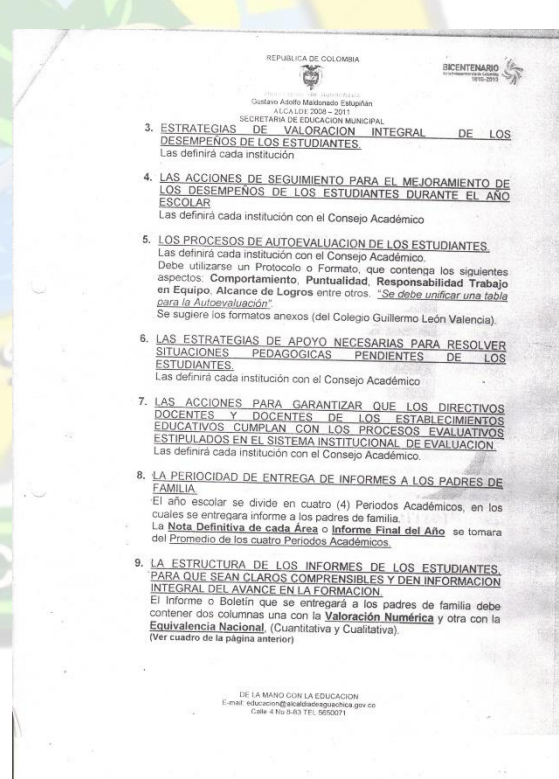 REPUBLICA DE COLOMBIA
BICENTENARIO
1810-2010
Gustavo Adolfo Maldonado Estupiñán
ALCALDE 2008 – 2011
SECRETARIA DE EDUCACION MUNICIPAL
3. ESTRATEGIAS DE VALORACION INTEGRAL DE LOS
DESEMPEÑOS DE LOS ESTUDIANTES.
Las definirá cada institución
4. LAS ACCIONES DE SEGUIMIENTO PARA EL MEJORAMIENTO DE
LOS DESEMPEÑOS DE LOS ESTUDIANTES DURANTE EL AÑO
ESCOLAR
Las definirá cada institución con el Consejo Académico
5. LOS PROCESOS DE AUTOEVALUACION DE LOS ESTUDIANTES.
Las definirá cada institución con el Consejo Académico.
Debe utilizarse un Protocolo o Formato, que contenga los siguientes
aspectos: Comportamiento, Puntualidad, Responsabilidad Trabajo
en Equipo, Alcance de Logros entre otros. "Se debe unificar una tabla
para la Autoevaluación".
Se sugiere los formatos anexos (del Colegio Guillermo León Valencia).
6. LAS ESTRATEGIAS DE APOYO NECESARIAS PARA RESOLVER
SITUACIONES PEDAGOGICAS PENDIENTES DE LOS
ESTUDIANTES.
Las definirá cada institución con el Consejo Académico
7. LAS ACCIONES PARA GARANTIZAR QUE LOS DIRECTIVOS
DOCENTES Y DOCENTES DE LOS ESTABLECIMIENTOS
EDUCATIVOS CUMPLAN CON LOS PROCESOS EVALUATIVOS
ESTIPULADOS EN EL SISTEMA INSTITUCIONAL DE EVALUACION.
Las definirá cada institución con el Consejo Académico.
8. LA PERIOCIDAD DE ENTREGA DE INFORMES A LOS PADRES DE
FAMILIA.
El año escolar se divide en cuatro (4) Periodos Académicos, en los
cuales se entregara informe a los padres de familia.
La Nota Definitiva de cada Área o Informe Final del Año se tomara
del Promedio de los cuatro Periodos Académicos.
9. LA ESTRUCTURA DE LOS INFORMES DE LOS ESTUDIANTES,
PARA QUE SEAN CLAROS COMPRENSIBLES Y DEN INFORMACION
INTEGRAL DEL AVANCE EN LA FORMACION.
El Informe o Boletín que se entregará a los padres de familia debe
contener dos columnas una con la Valoración Numérica y otra con la
Equivalencia Nacional, (Cuantitativa y Cualitativa).
(Ver cuadro de la página anterior)
DE LA MANO CON LA EDUCACION
E-mail: educacion@alcaldiadeaguachica.gov.co
Calle 4 No 8-83 TEL 5650071